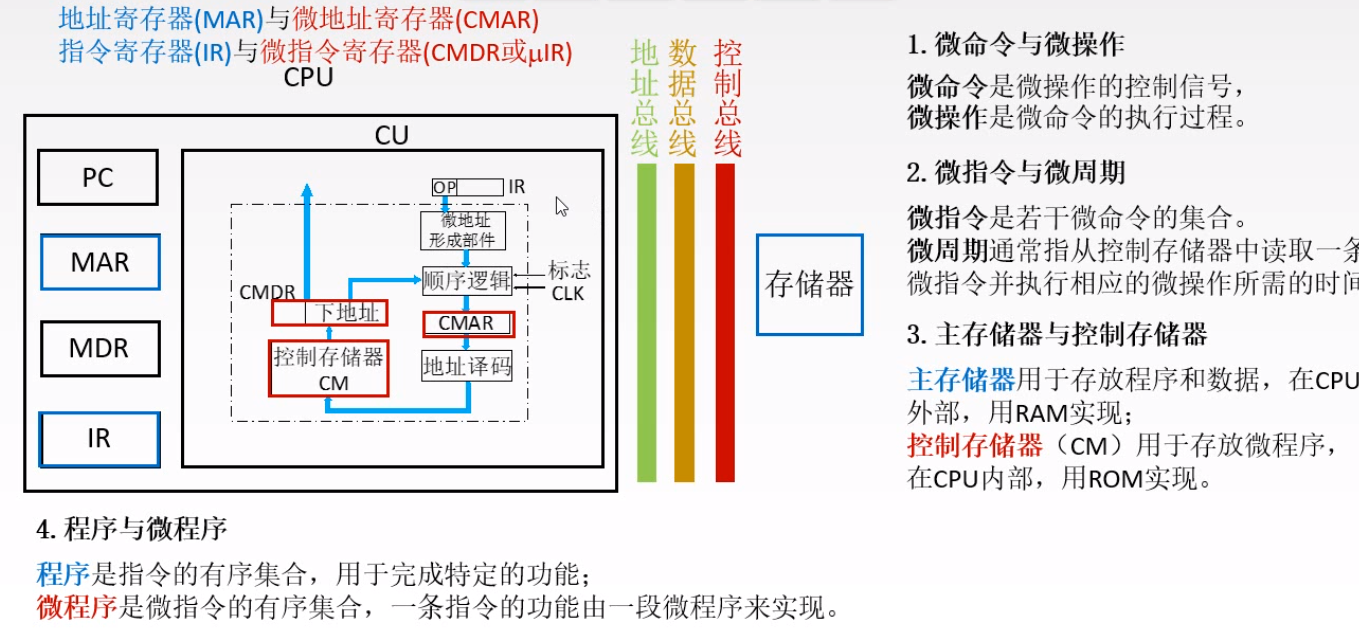 地址寄存器(MAR)与微地址寄存器(CMAR)
指令寄存器(IR)与微指令寄存器(CMDR或μIR)
CPU
CU
PC
MAR
MDR
IR
OP
IR
微地址
形成部件
顺序逻辑
标志
CLK
CMDR
下地址
CMAR
控制存储器
CM
地址译码
地址总线
数据总线
控制总线
存储器
1. 微命令与微操作
微命令是微操作的控制信号，
微操作是微命令的执行过程。
2. 微指令与微周期
微指令是若干微命令的集合。
微周期通常指从控制存储器中读取一条
微指令并执行相应的微操作所需的时间
3. 主存储器与控制存储器
主存储器用于存放程序和数据，在CPU
外部，用RAM实现；
控制存储器（CM）用于存放微程序，
在CPU内部，用ROM实现。
4. 程序与微程序
程序是指令的有序集合，用于完成特定的功能；
微程序是微指令的有序集合，一条指令的功能由一段微程序来实现。